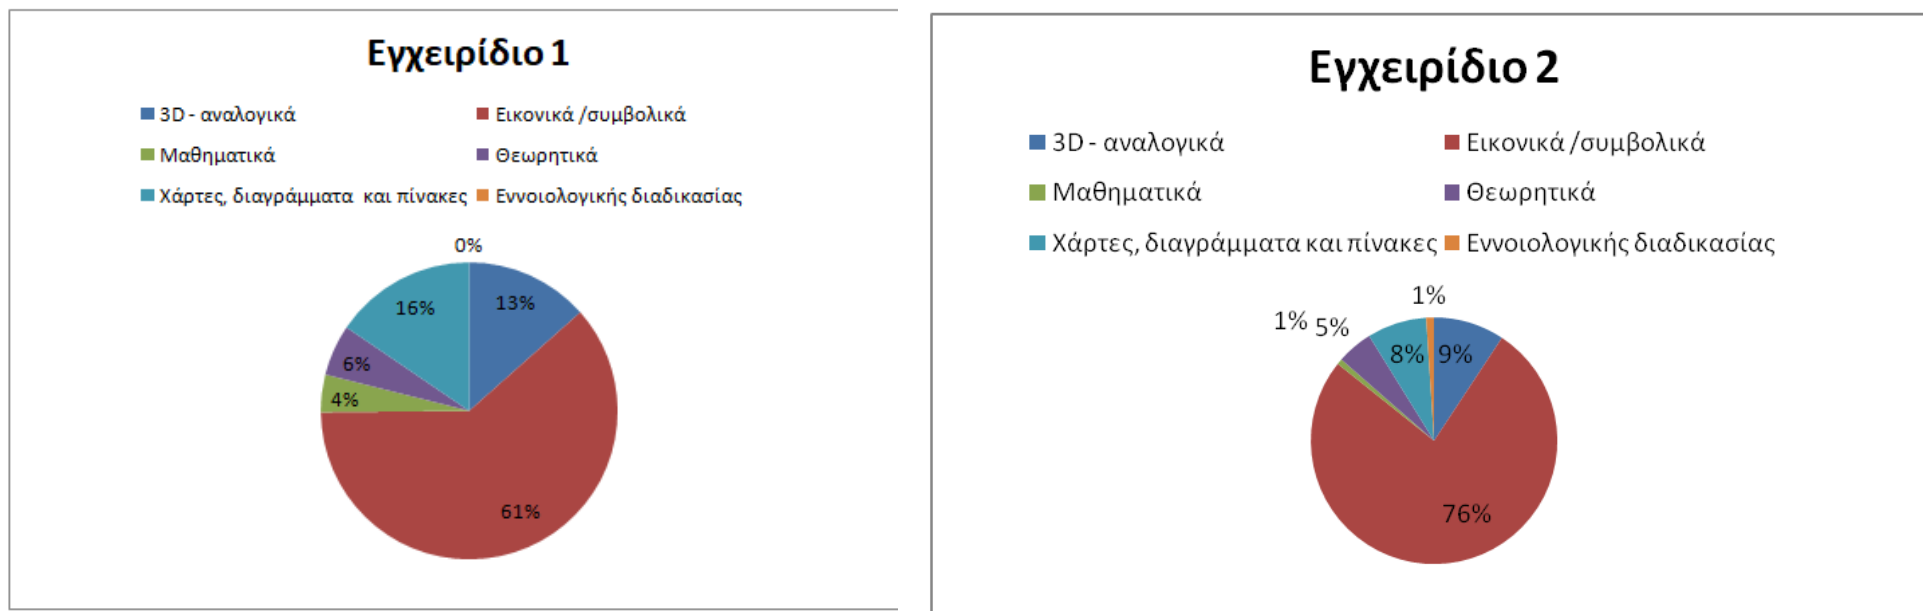 Εγχειρίδιο 1
3D - αναλογικά
Εικονικά /συμβολικά
Μαθηματικά
Θεωρητικά
Χάρτες, διαγράμματα και πίνακες
Εννοιολογικής διαδικασίας
0%
13%
16%
6%
4%
61%
Εγχειρίδιο 2
3D - αναλογικά
Εικονικά /συμβολικά
Μαθηματικά
Θεωρητικά
Χάρτες, διαγράμματα και πίνακες
Εννοιολογικής διαδικασίας
1%
1%
5%
8%
9%
76%